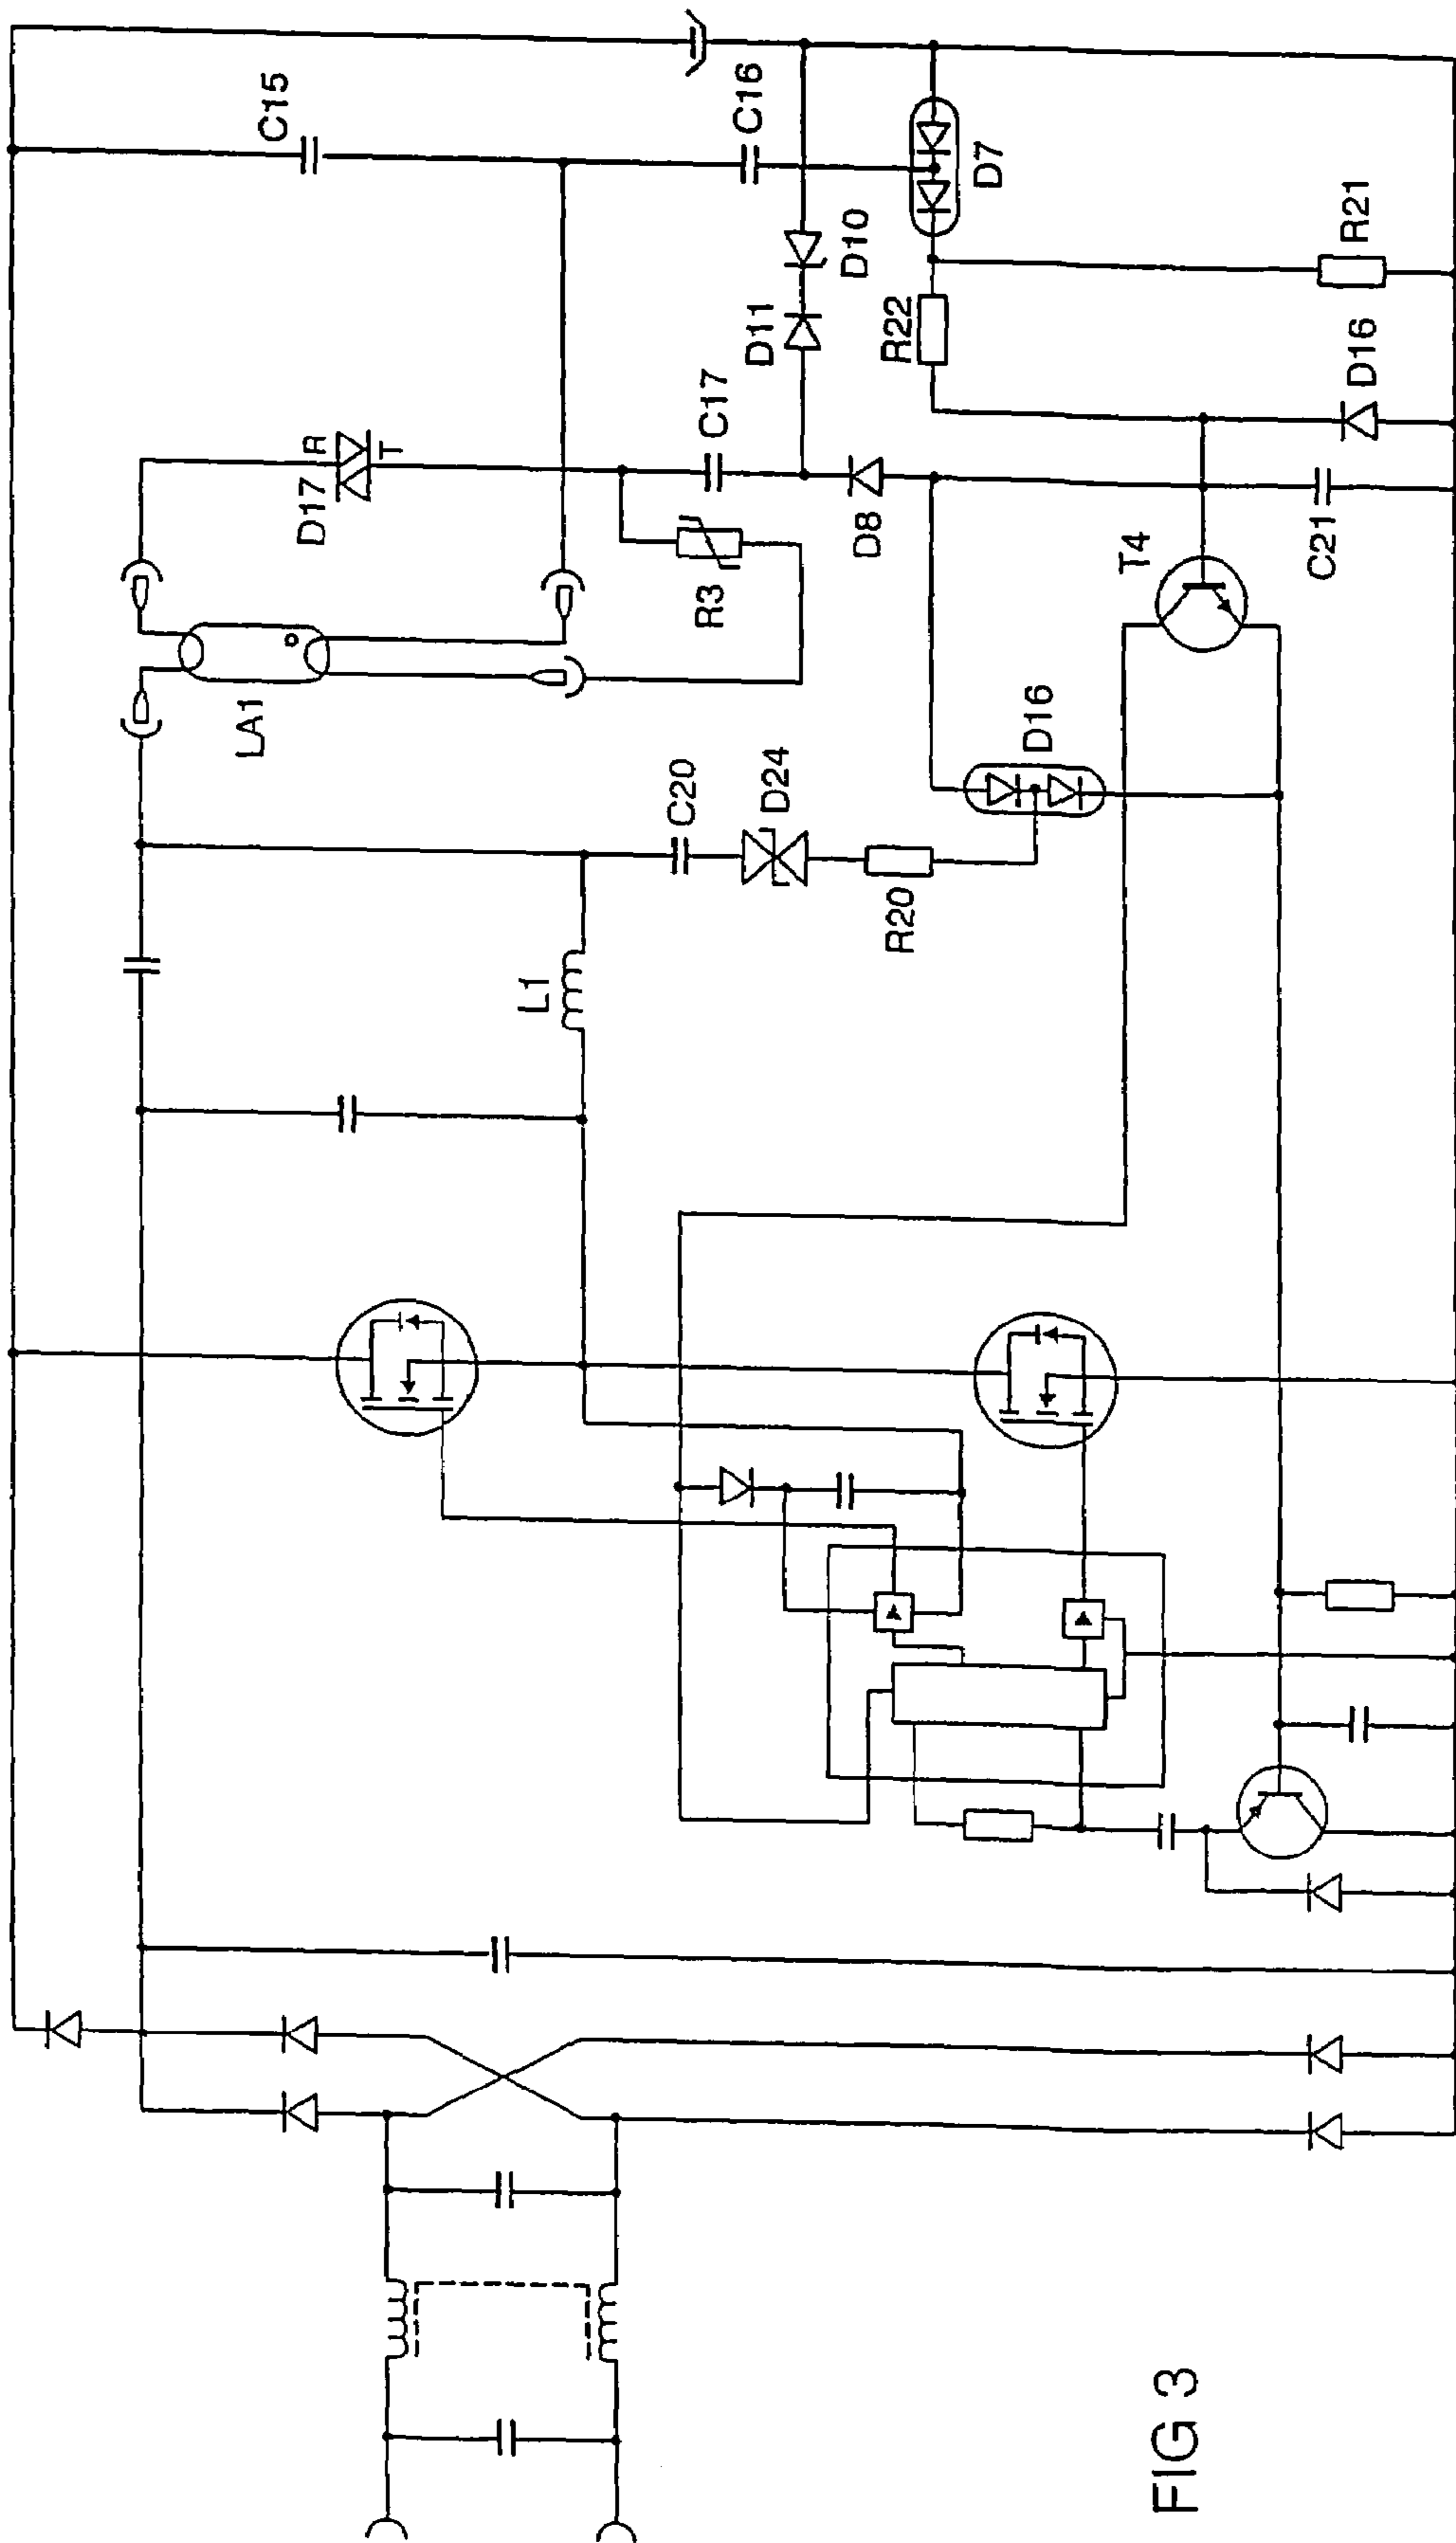 C15
C16
D7
R21
D10
D11
R22
D16
C17
D17
R
T
D8
C21
R3
T4
LA1
D16
D24
C20
R20
L1
FIG 3